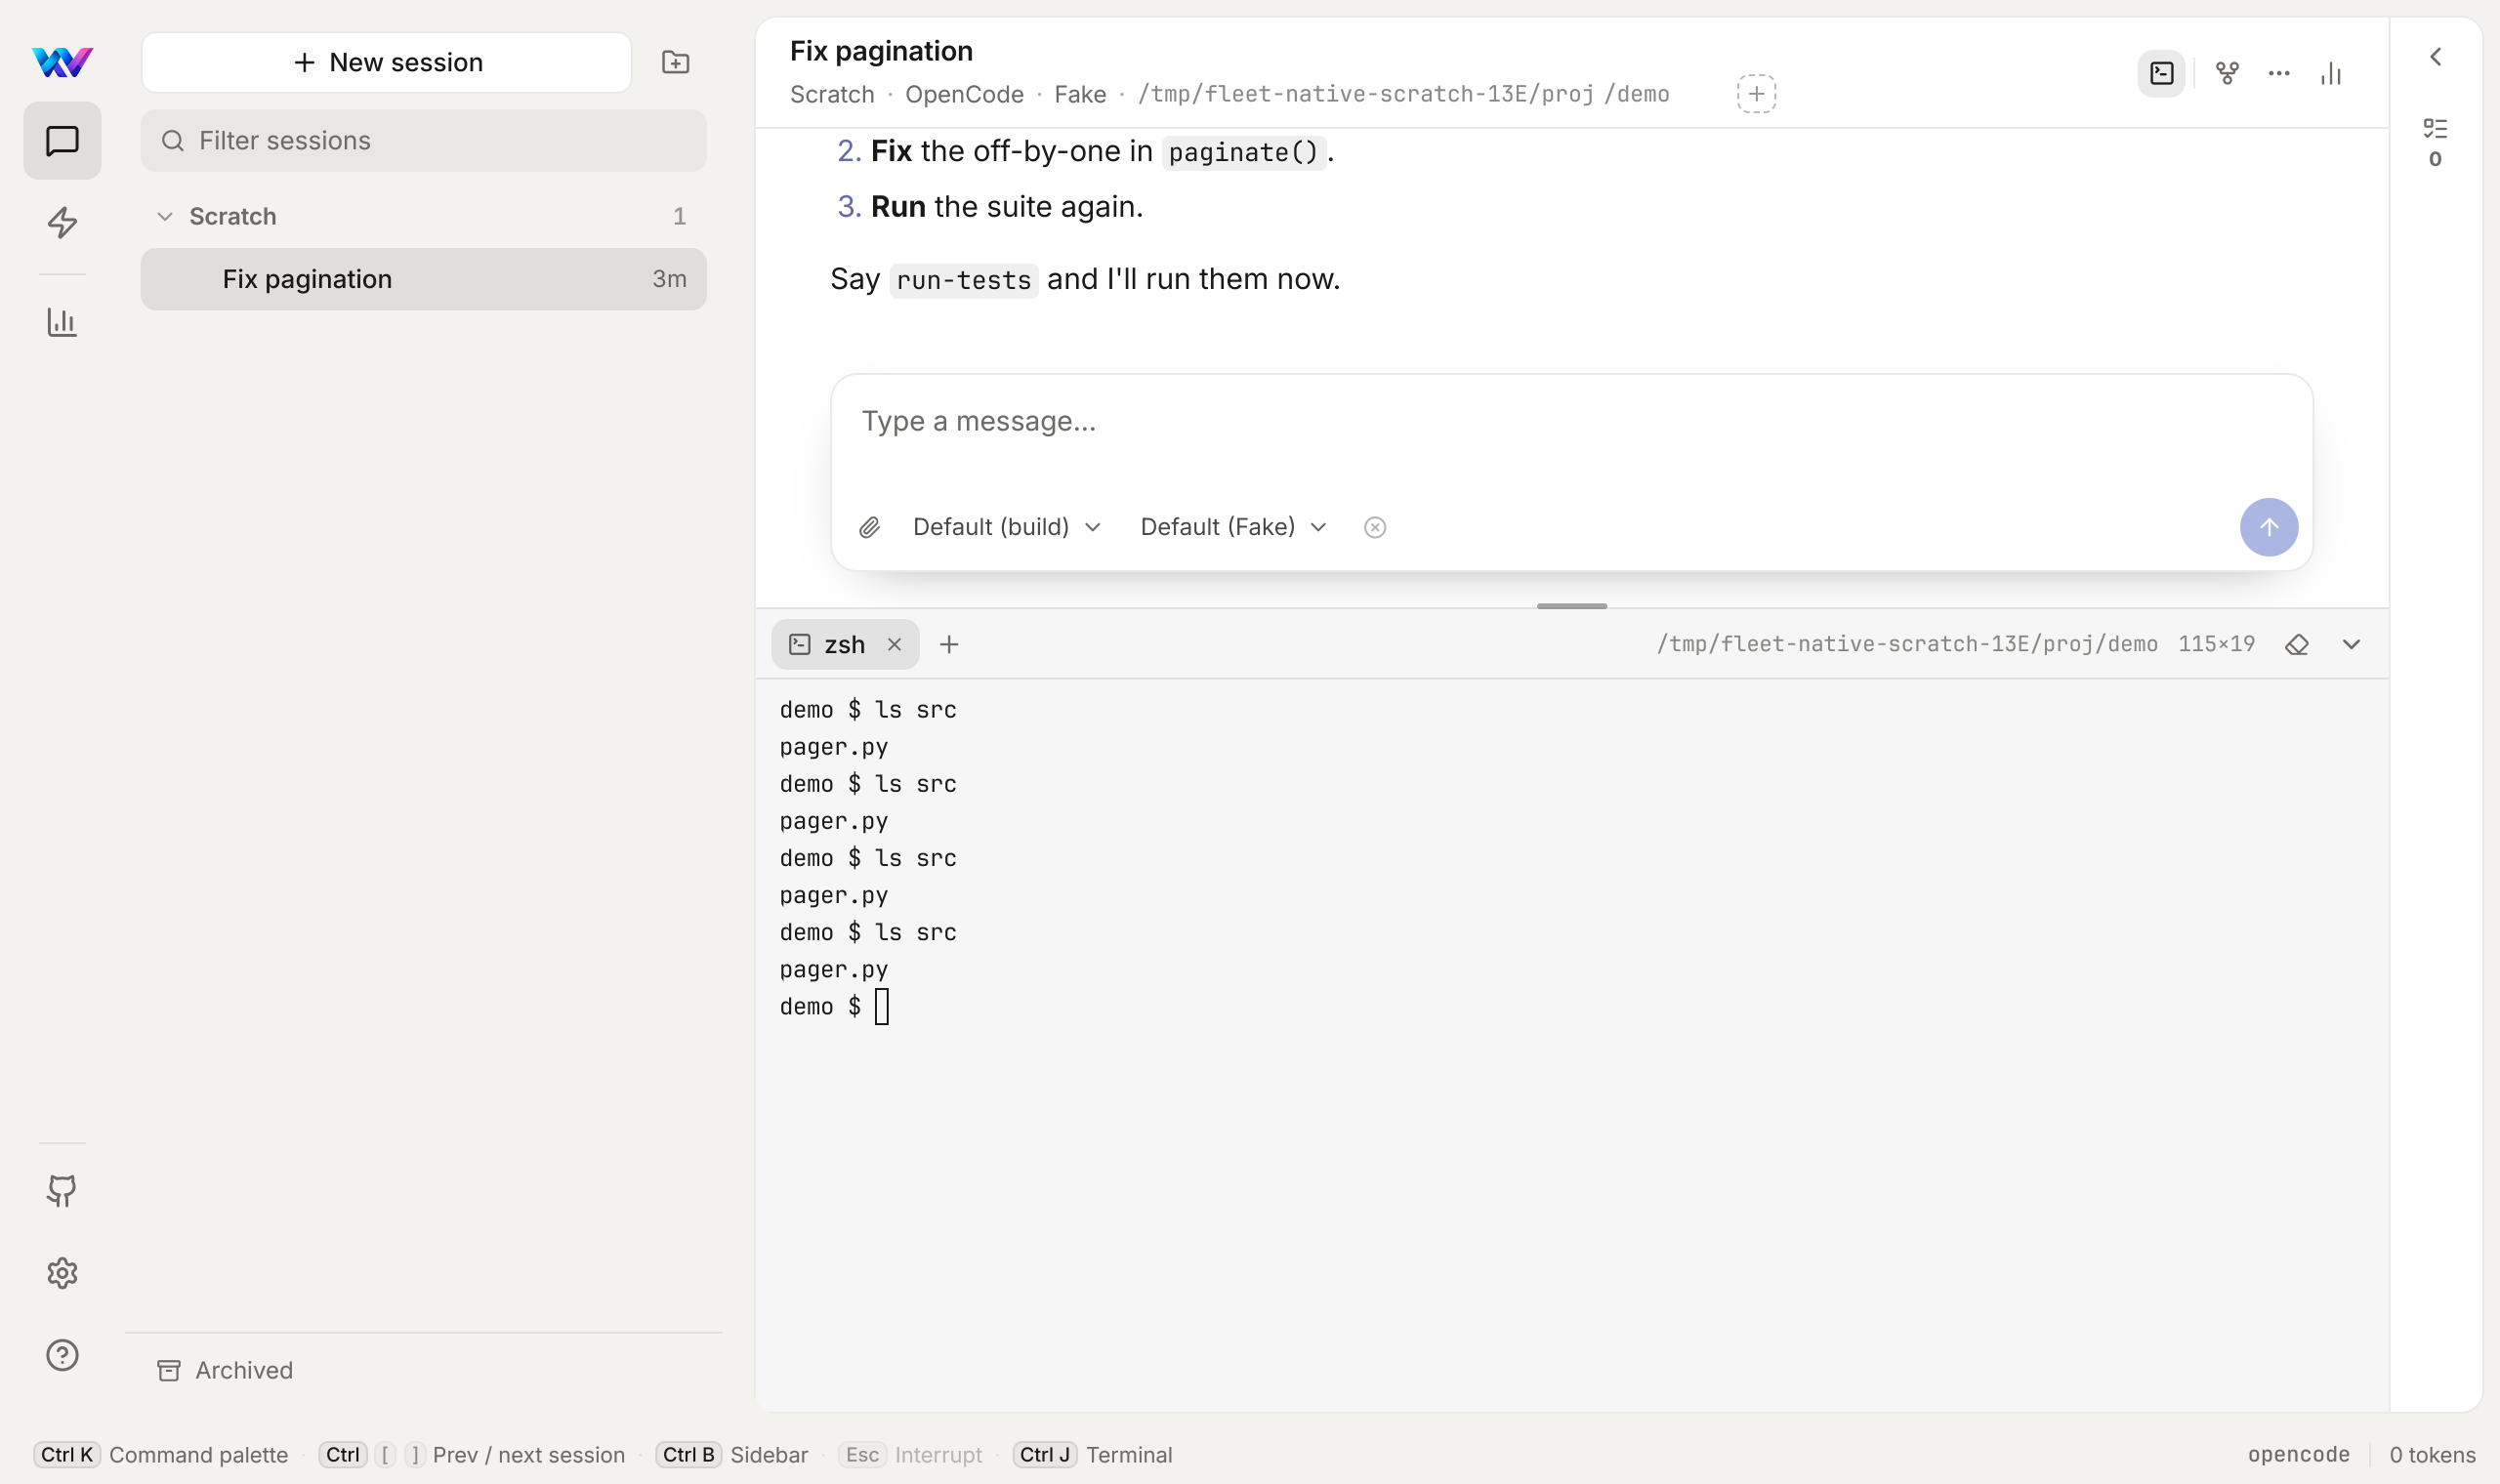 New session
Filter sessions
Scratch 1
Fix pagination 3m
Archived
Fix pagination
Scratch · OpenCode · Fake · /tmp/fleet-native-scratch-13E/proj /demo
0
2. Fix the off-by-one in paginate().
3. Run the suite again.
Say run-tests and I'll run them now.
Type a message...
Default (build) Default (Fake)
zsh /tmp/fleet-native-scratch-13E/proj/demo 115×19
demo $ ls src
pager.py
demo $ ls src
pager.py
demo $ ls src
pager.py
demo $ ls src
pager.py
demo $
Ctrl K Command palette · Ctrl [ ] Prev / next session · Ctrl B Sidebar · Esc Interrupt · Ctrl J Terminal
opencode 0 tokens